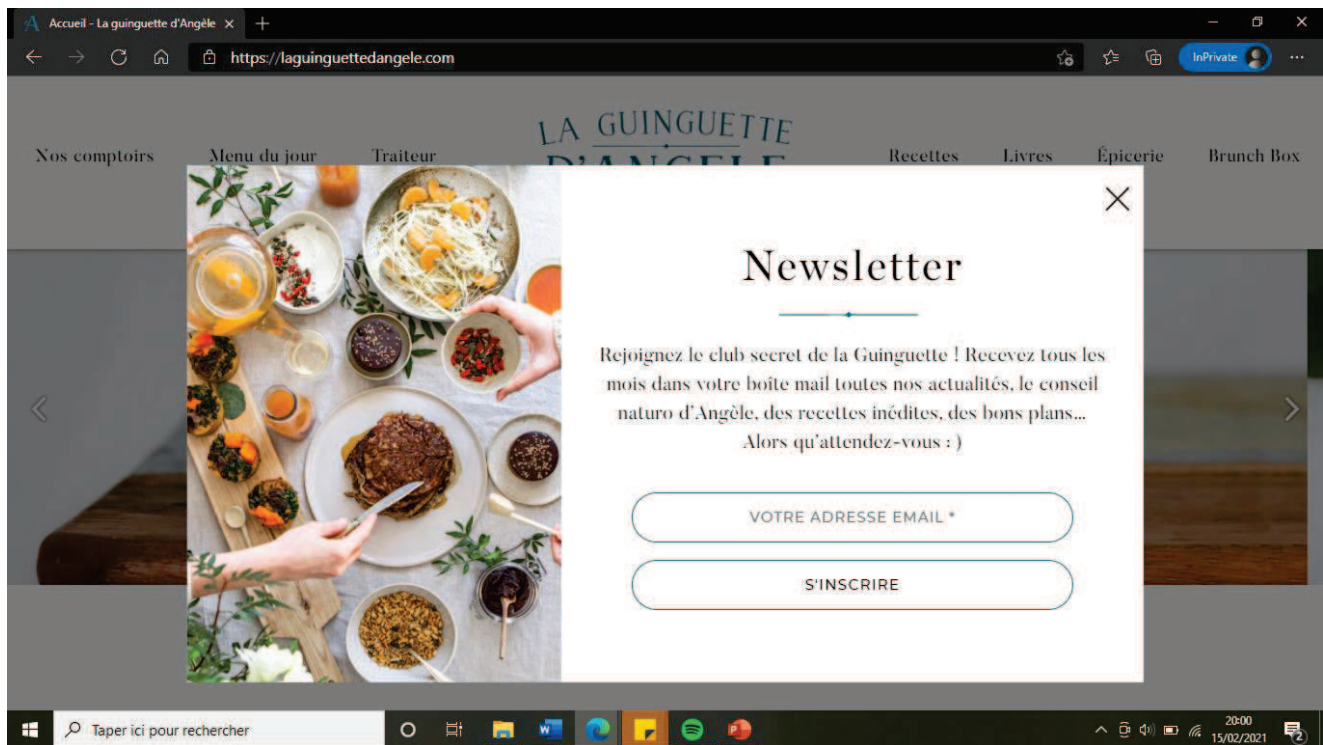 Accueil - La guinguette d'Angèle
https://laguinguettedangele.com
InPrivate
LA GUINGUETTE
D'ANGELE
Nos comptoirs Menu du jour Traiteur Recettes Livres Épicerie Brunch Box
Newsletter
Rejoignez le club secret de la Guinguette ! Recevez tous les
mois dans votre boîte mail toutes nos actualités, le conseil
naturo d'Angèle, des recettes inédites, des bons plans...
Alors qu'attendez-vous : )
VOTRE ADRESSE EMAIL *
S'INSCRIRE
Taper ici pour rechercher
20:00
15/02/2021
2